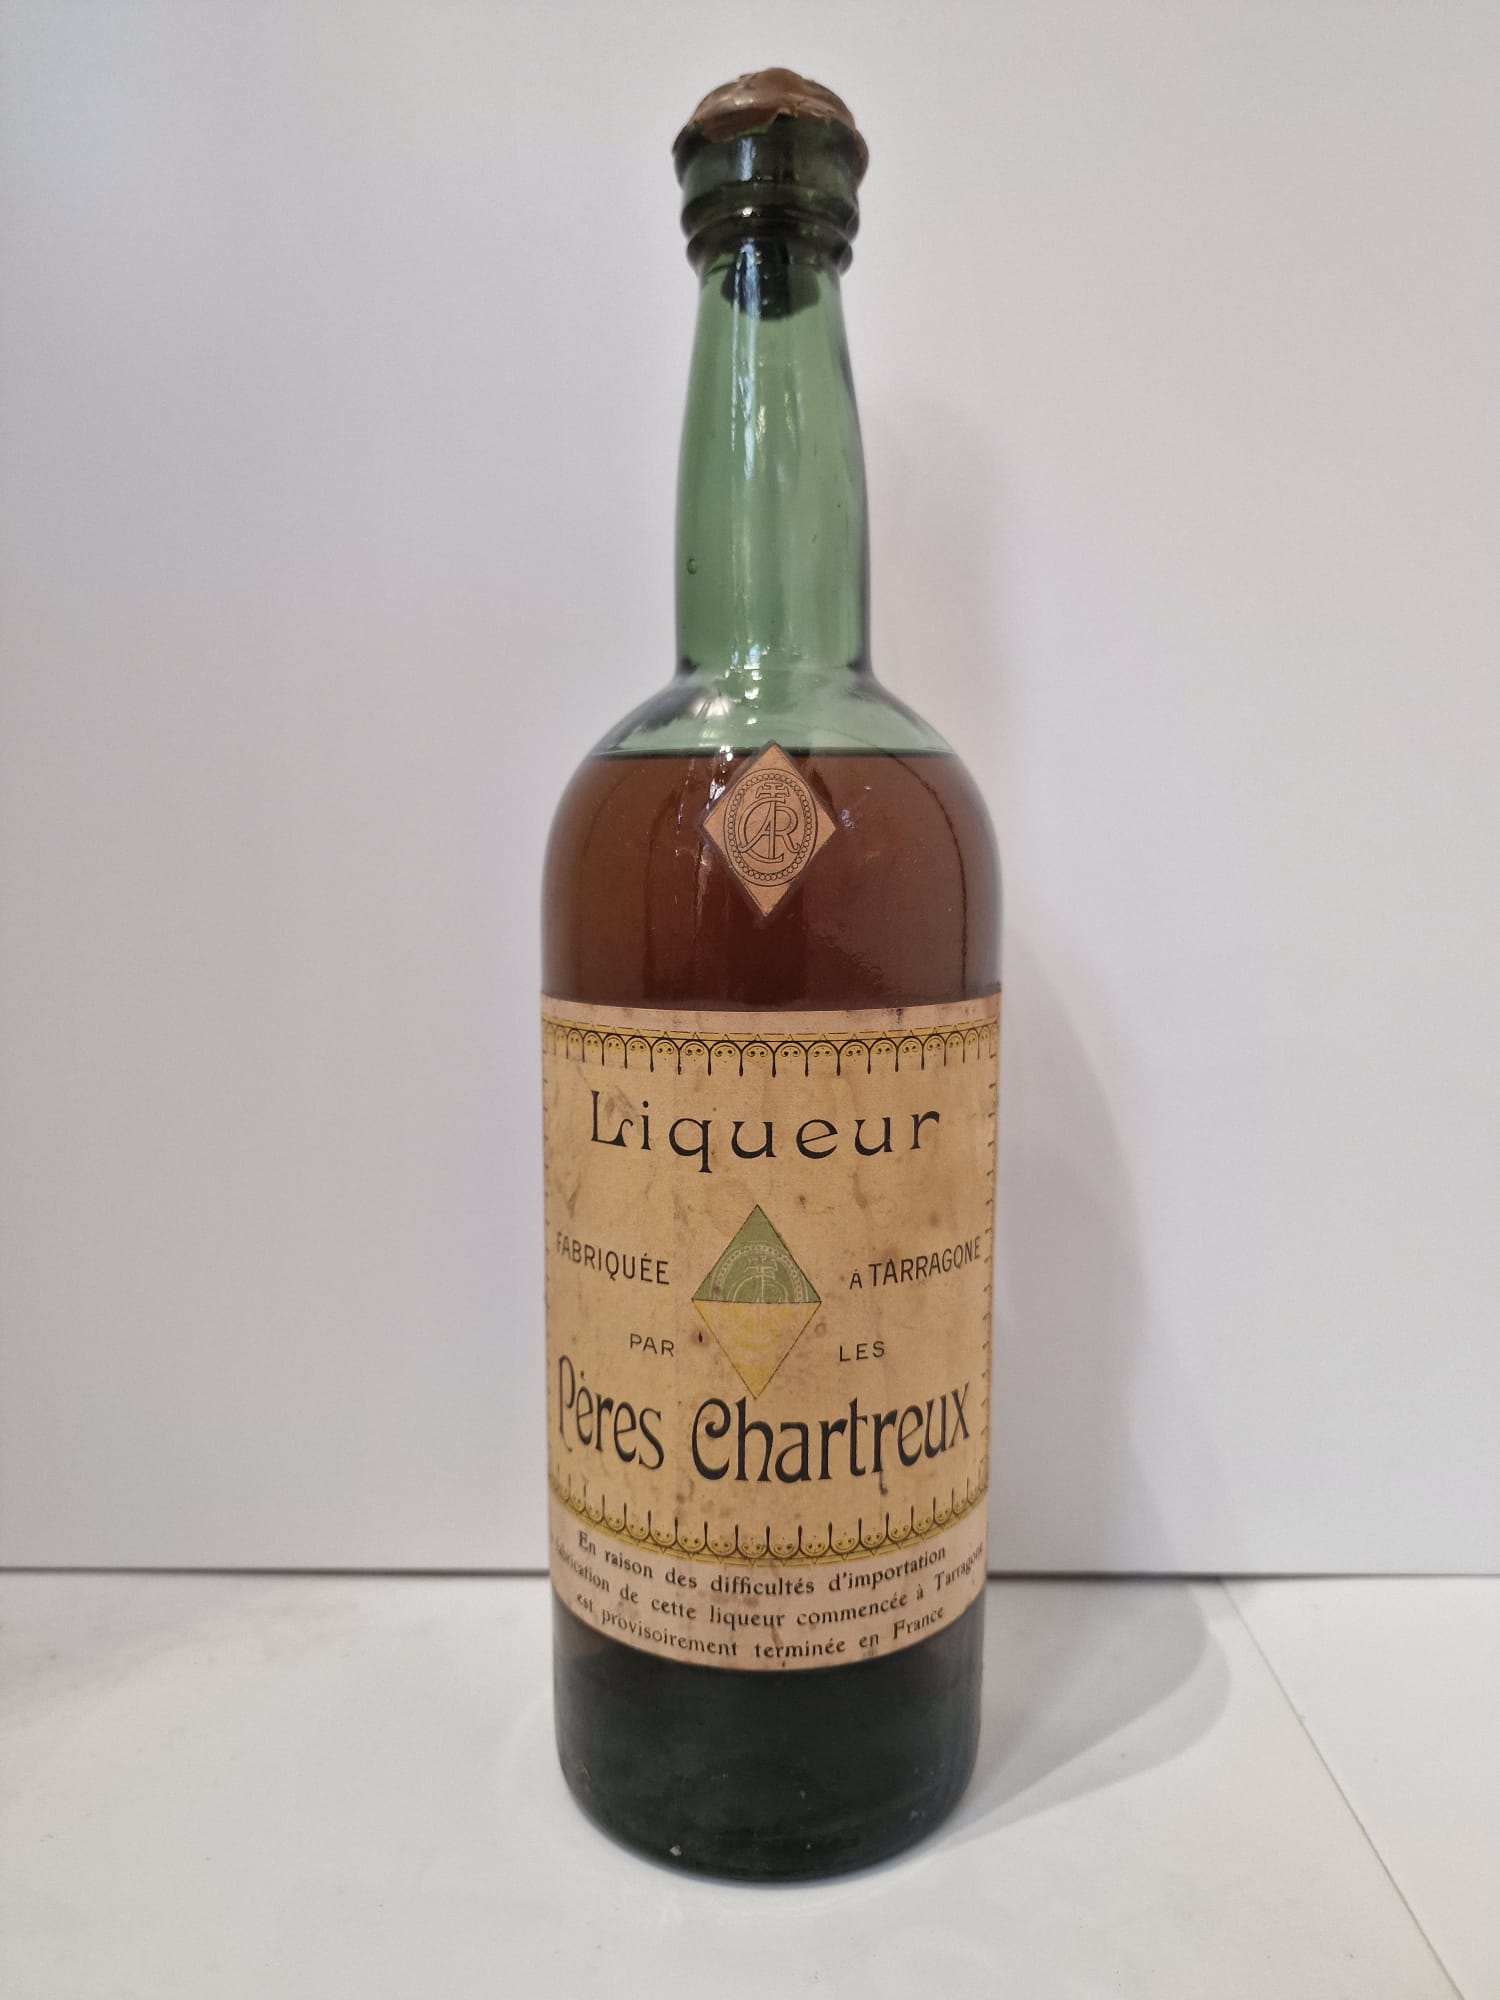 Liqueur
FABRIQUÉE À TARRAGONE
PAR LES
Pères Chartreux
En raison des difficultés d'importation
fabrication de cette liqueur commencée à Tarragone
est provisoirement terminée en France